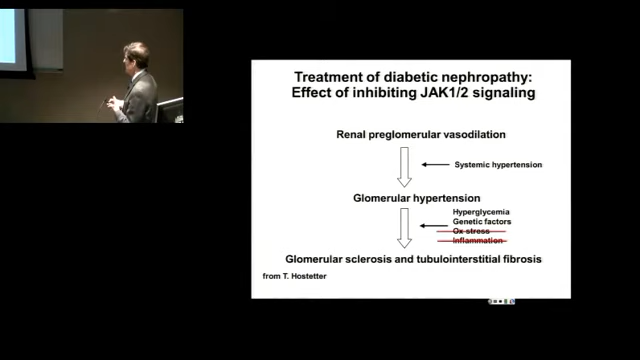 Treatment of diabetic nephropathy:
Effect of inhibiting JAK1/2 signaling
Renal preglomerular vasodilation
Systemic hypertension
Glomerular hypertension
Hyperglycemia
Genetic factors
Ox stress
Inflammation
Glomerular sclerosis and tubulointerstitial fibrosis
from T. Hostetter